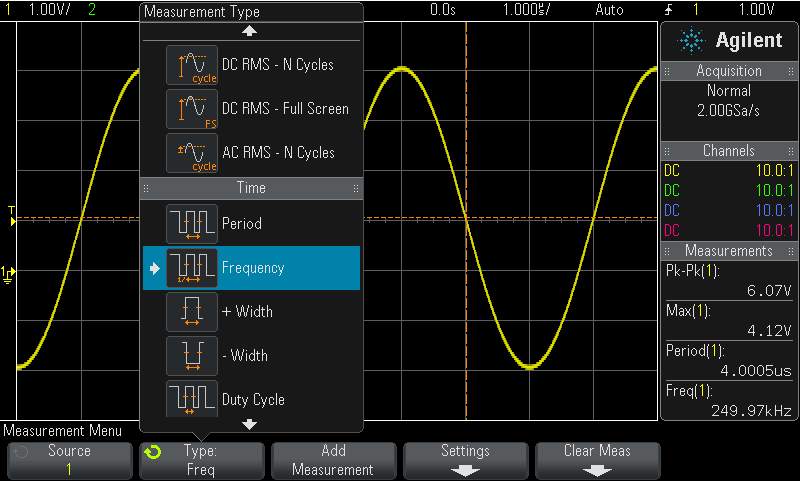 1 1.00V/ 2 0.0s 1.000us/ Auto 1 1.00V
Measurement Type
DC RMS - N Cycles
DC RMS - Full Screen
AC RMS - N Cycles
Time
Period
Frequency
+ Width
- Width
Duty Cycle
cycle
FS
cycle
1/
T
1
Agilent
Acquisition
Normal
2.00GSa/s
Channels
DC 10.0:1
DC 10.0:1
DC 10.0:1
DC 10.0:1
Measurements
Pk-Pk(1):
6.07V
Max(1):
4.12V
Period(1):
4.0005us
Freq(1):
249.97kHz
Measurement Menu
Source
1
Type:
Freq
Add
Measurement
Settings
Clear Meas